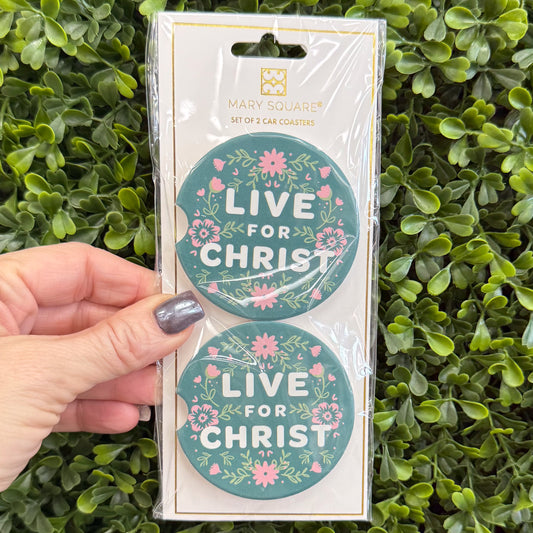 MARY SQUARE®
SET OF 2 CAR COASTERS
LIVE
FOR
CHRIST
LIVE
FOR
CHRIST